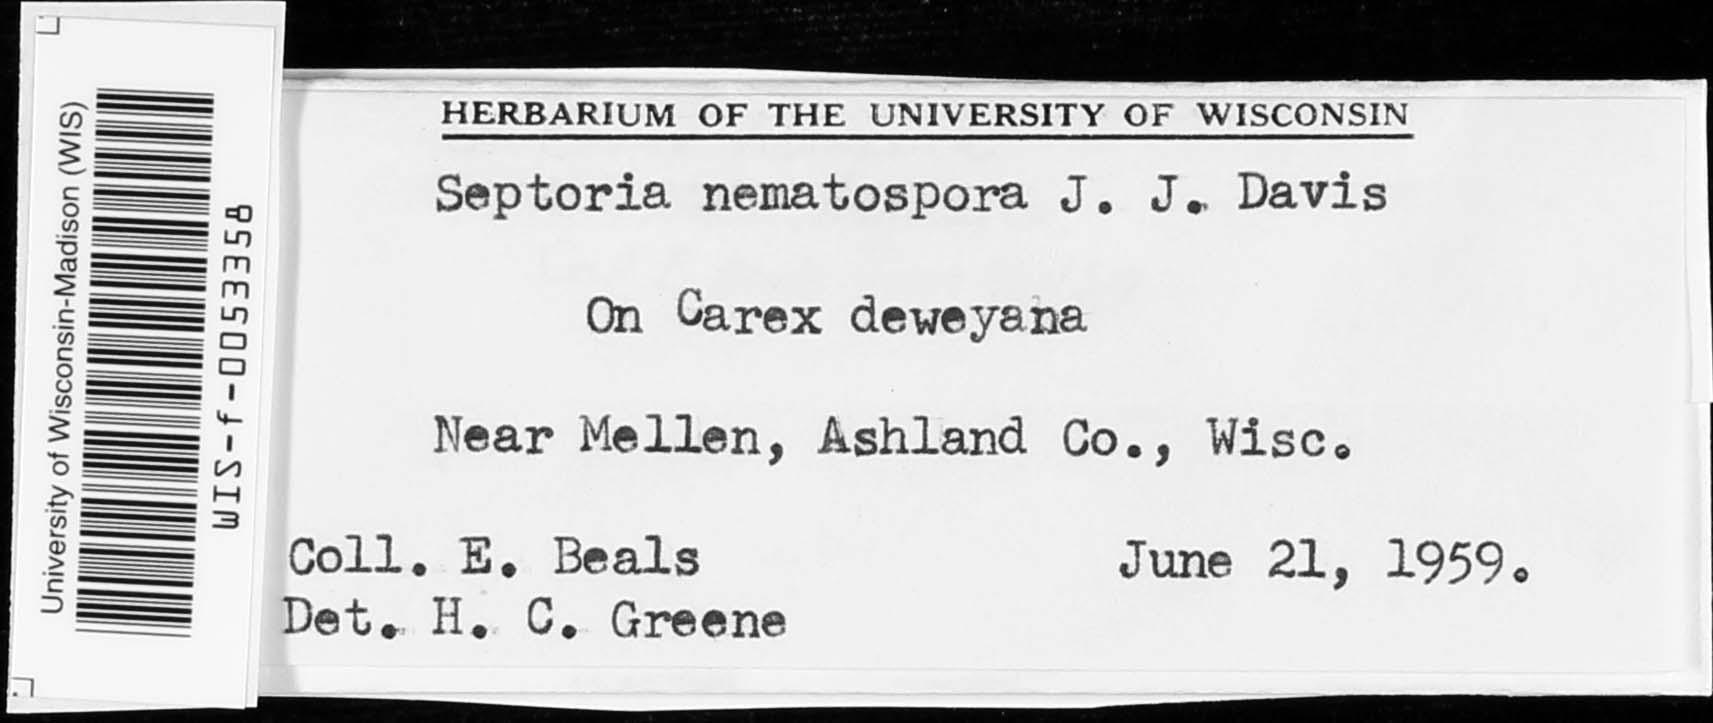 University of Wisconsin-Madison (WIS)
WIS-f-0053358
HERBARIUM OF THE UNIVERSITY OF WISCONSIN
Septoria nematospora J. J. Davis
On Carex deweyana
Near Mellen, Ashland Co., Wisc.
Coll. E. Beals June 21, 1959.
Det. H. C. Greene